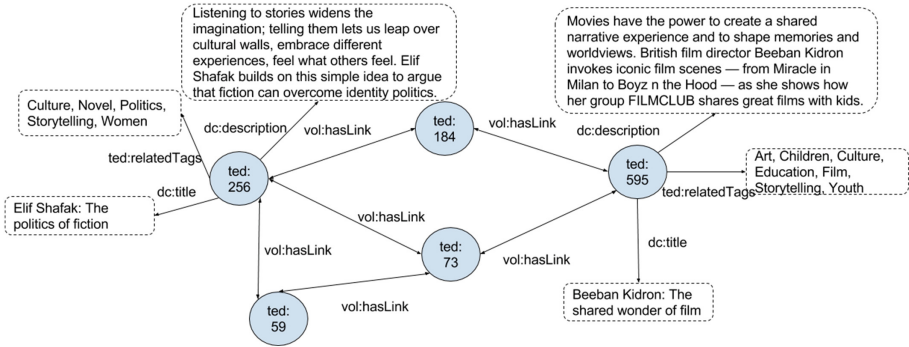 Listening to stories widens the
imagination; telling them lets us leap over
cultural walls, embrace different
experiences, feel what others feel. Elif
Shafak builds on this simple idea to argue
that fiction can overcome identity politics.
Movies have the power to create a shared
narrative experience and to shape memories and
worldviews. British film director Beeban Kidron
invokes iconic film scenes — from Miracle in
Milan to Boyz n the Hood — as she shows how
her group FILMCLUB shares great films with kids.
Culture, Novel, Politics,
Storytelling, Women
dc:description
vol:hasLink
ted:
184
vol:hasLink
dc:description
ted:relatedTags
ted:
256
ted:
595
Art, Children, Culture,
Education, Film,
Storytelling, Youth
ted:relatedTags
dc:title
Elif Shafak: The
politics of fiction
vol:hasLink
vol:hasLink
ted:
73
vol:hasLink
dc:title
Beeban Kidron: The
shared wonder of film
vol:hasLink
ted:
59